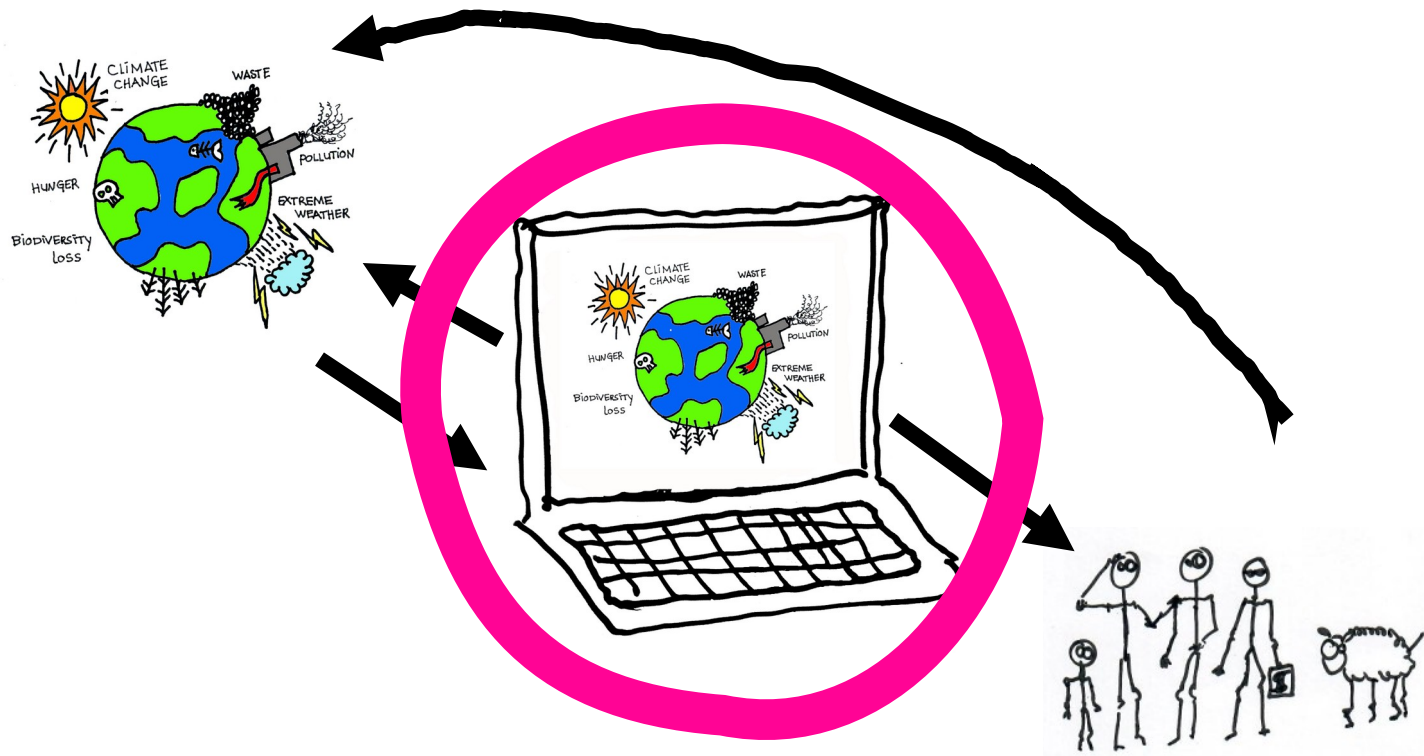 CLIMATE
CHANGE
WASTE
POLLUTION
HUNGER
EXTREME
WEATHER
BIODIVERSITY
LOSS
CLIMATE
CHANGE
WASTE
POLLUTION
HUNGER
EXTREME
WEATHER
BIODIVERSITY
LOSS
$